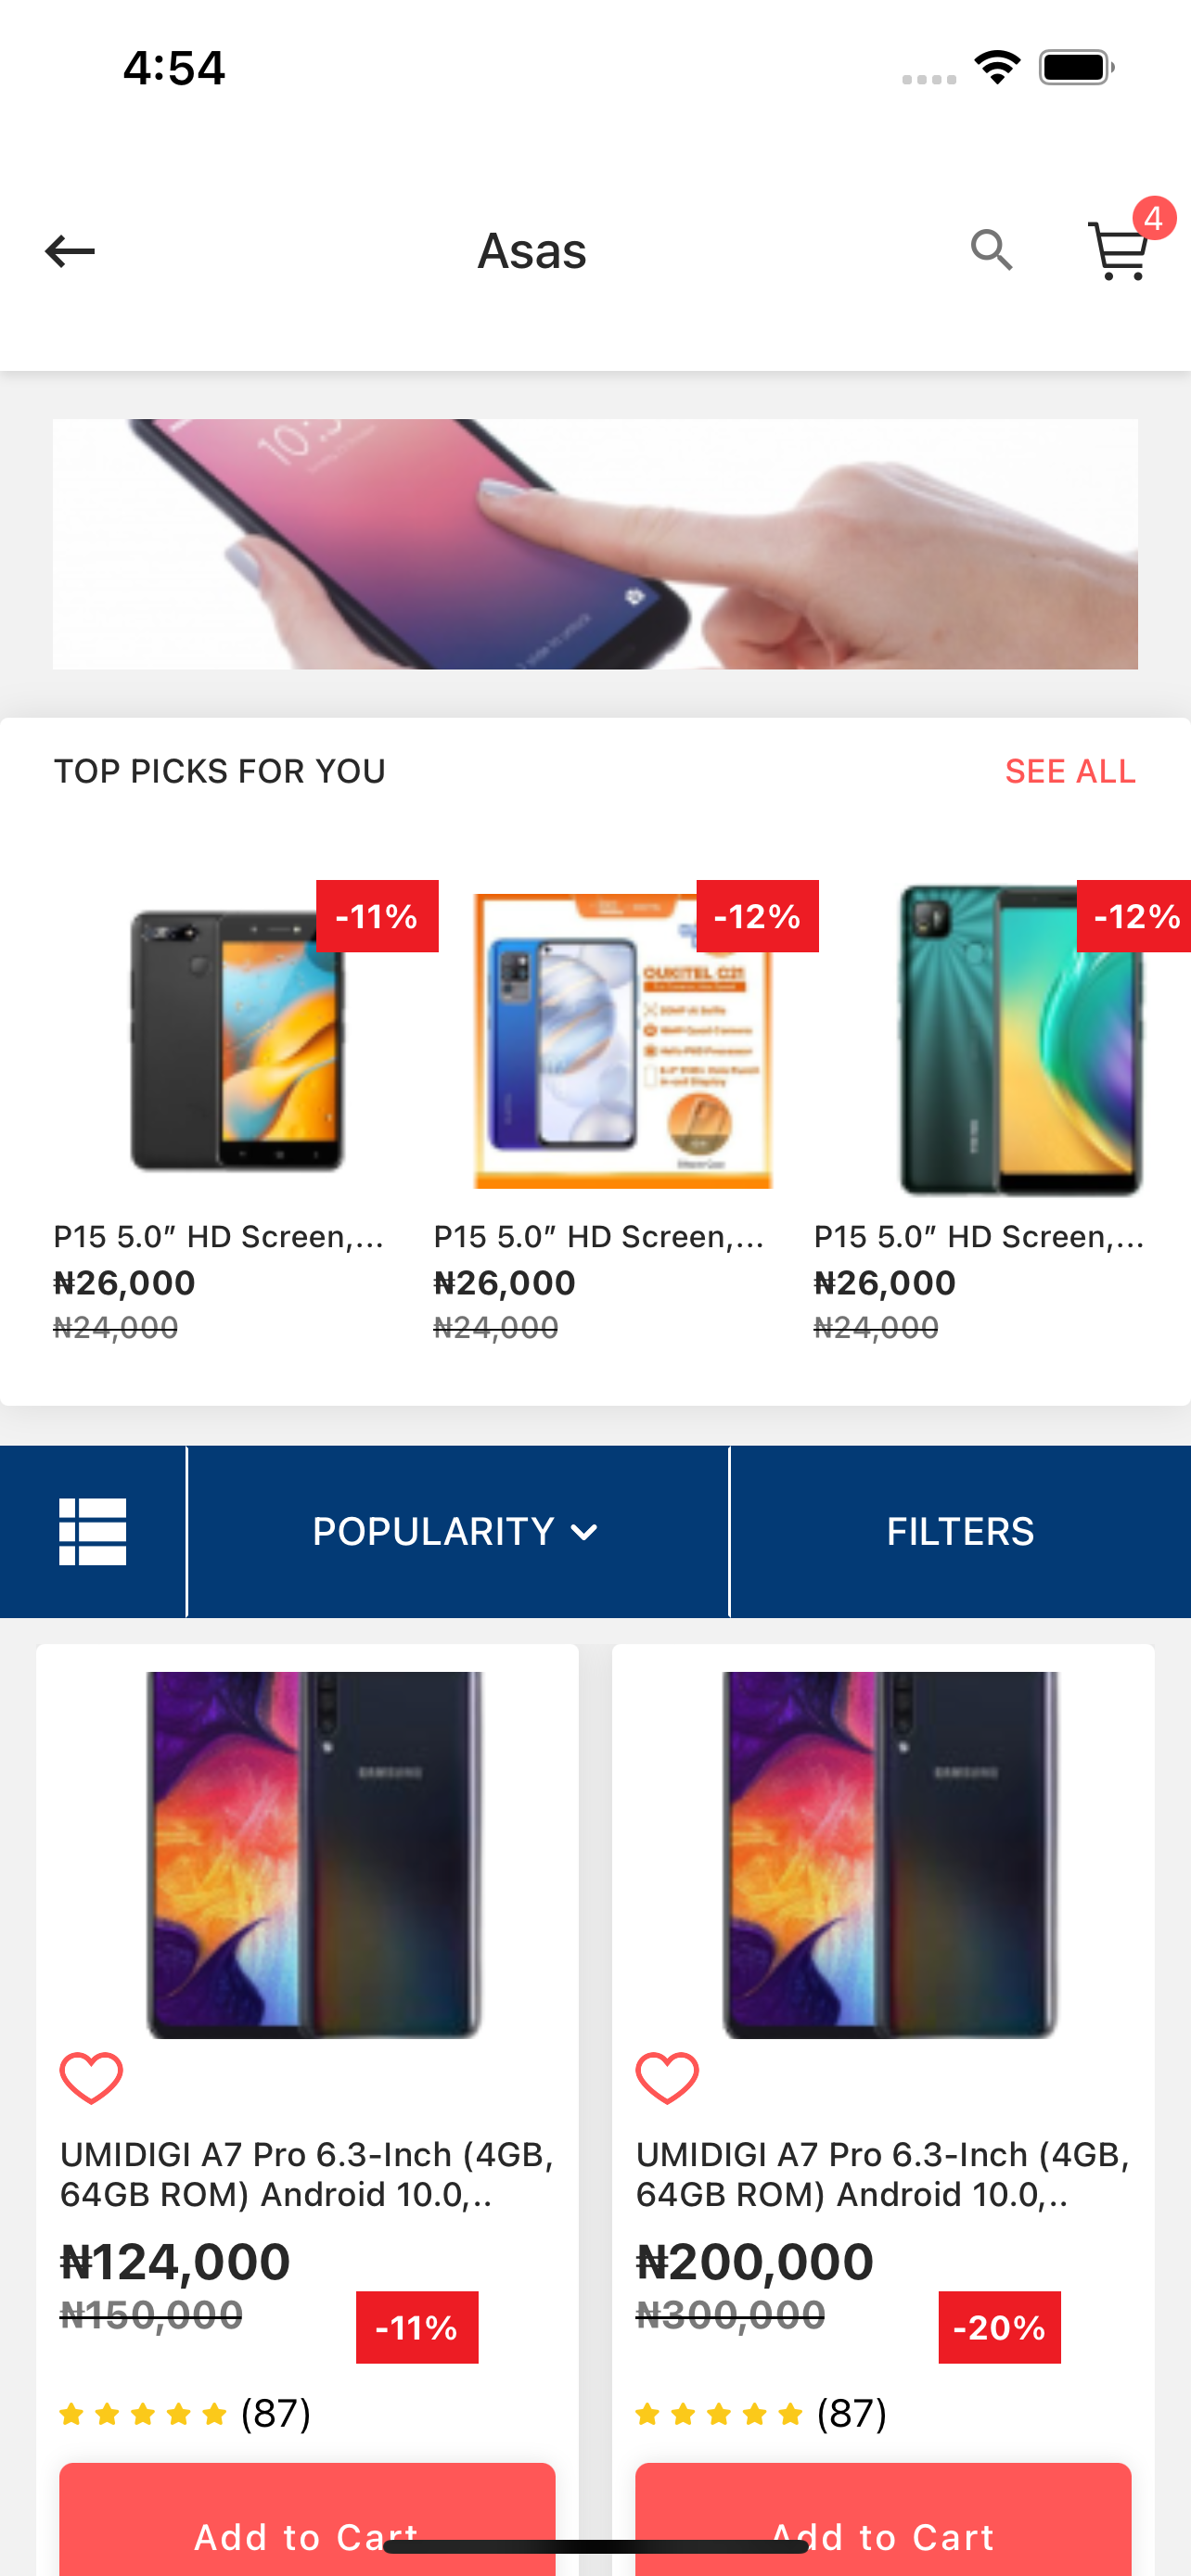 4:54
Asas
4
TOP PICKS FOR YOU
SEE ALL
-11%
-12%
-12%
OUKITEL C21
P15 5.0” HD Screen,...
P15 5.0” HD Screen,...
P15 5.0” HD Screen,...
₦26,000
₦26,000
₦26,000
₦24,000
₦24,000
₦24,000
POPULARITY
FILTERS
SAMSUNG
SAMSUNG
UMIDIGI A7 Pro 6.3-Inch (4GB,
64GB ROM) Android 10.0,..
₦124,000
₦150,000
-11%
(87)
Add to Cart
UMIDIGI A7 Pro 6.3-Inch (4GB,
64GB ROM) Android 10.0,..
₦200,000
₦300,000
-20%
(87)
Add to Cart